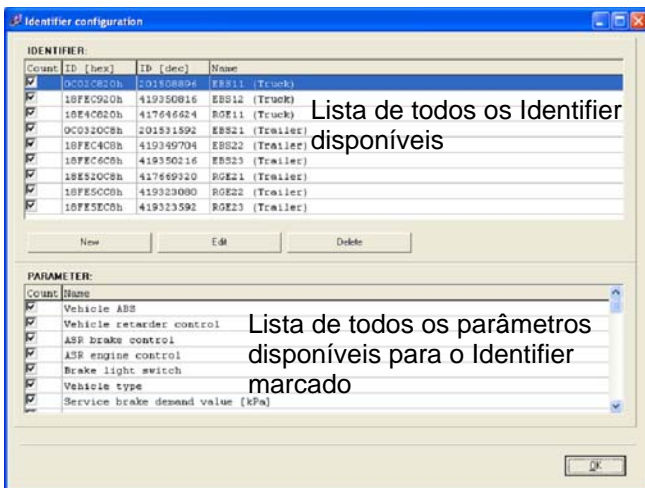 Identifier configuration
IDENTIFIER:
Count ID [hex] ID [dec] Name
0C02C820h 201508896 EBS11 (Truck)
18FEC920h 419350816 EBS12 (Truck)
18E4C820h 417646624 RGE11 (Truck)
0C0320C8h 201531592 EBS21 (Trailer)
18FEC4C8h 419349704 EBS22 (Trailer)
18FEC6C8h 419350216 EBS23 (Trailer)
18E520C8h 417669320 RGE21 (Trailer)
18FE5CC8h 419323080 RGE22 (Trailer)
18FE5EC8h 419323592 RGE23 (Trailer)
Lista de todos os Identifier
disponíveis
New Edit Delete
PARAMETER:
Count Name
Vehicle ABS
Vehicle retarder control
ASR brake control
ASR engine control
Brake light switch
Vehicle type
Service brake demand value [kPa]
Lista de todos os parâmetros
disponíveis para o Identifier
marcado
OK